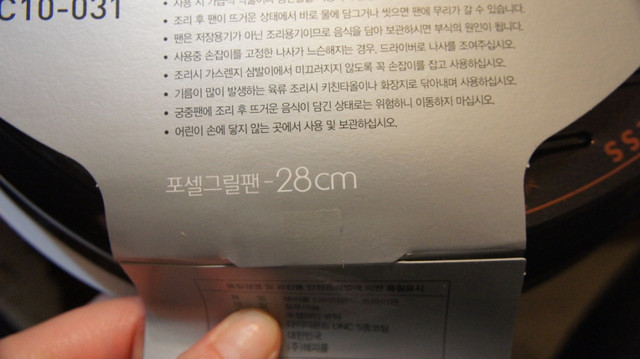 C10-031
• 조리 후 팬이 뜨거운 상태에서 바로 물에 담그거나 씻으면 팬에 무리가 갈 수 있습니다.
• 팬은 저장용기가 아닌 조리용기이므로 음식을 담아 보관하시면 부식의 원인이 됩니다.
• 사용중 손잡이를 고정한 나사가 느슨해지는 경우, 드라이버로 나사를 조여주십시오.
• 조리시 가스렌지 삼발이에서 미끄러지지 않도록 꼭 손잡이를 잡고 사용하십시오.
• 기름이 많이 발생하는 육류 조리시 키친타올이나 화장지로 닦아내며 사용하십시오.
• 궁중팬에 조리 후 뜨거운 음식이 담긴 상태로는 위험하니 이동하지 마십시오.
• 어린이 손에 닿지 않는 곳에서 사용 및 보관하십시오.
포셀그릴팬-28cm
대한민국
(주)해피콜